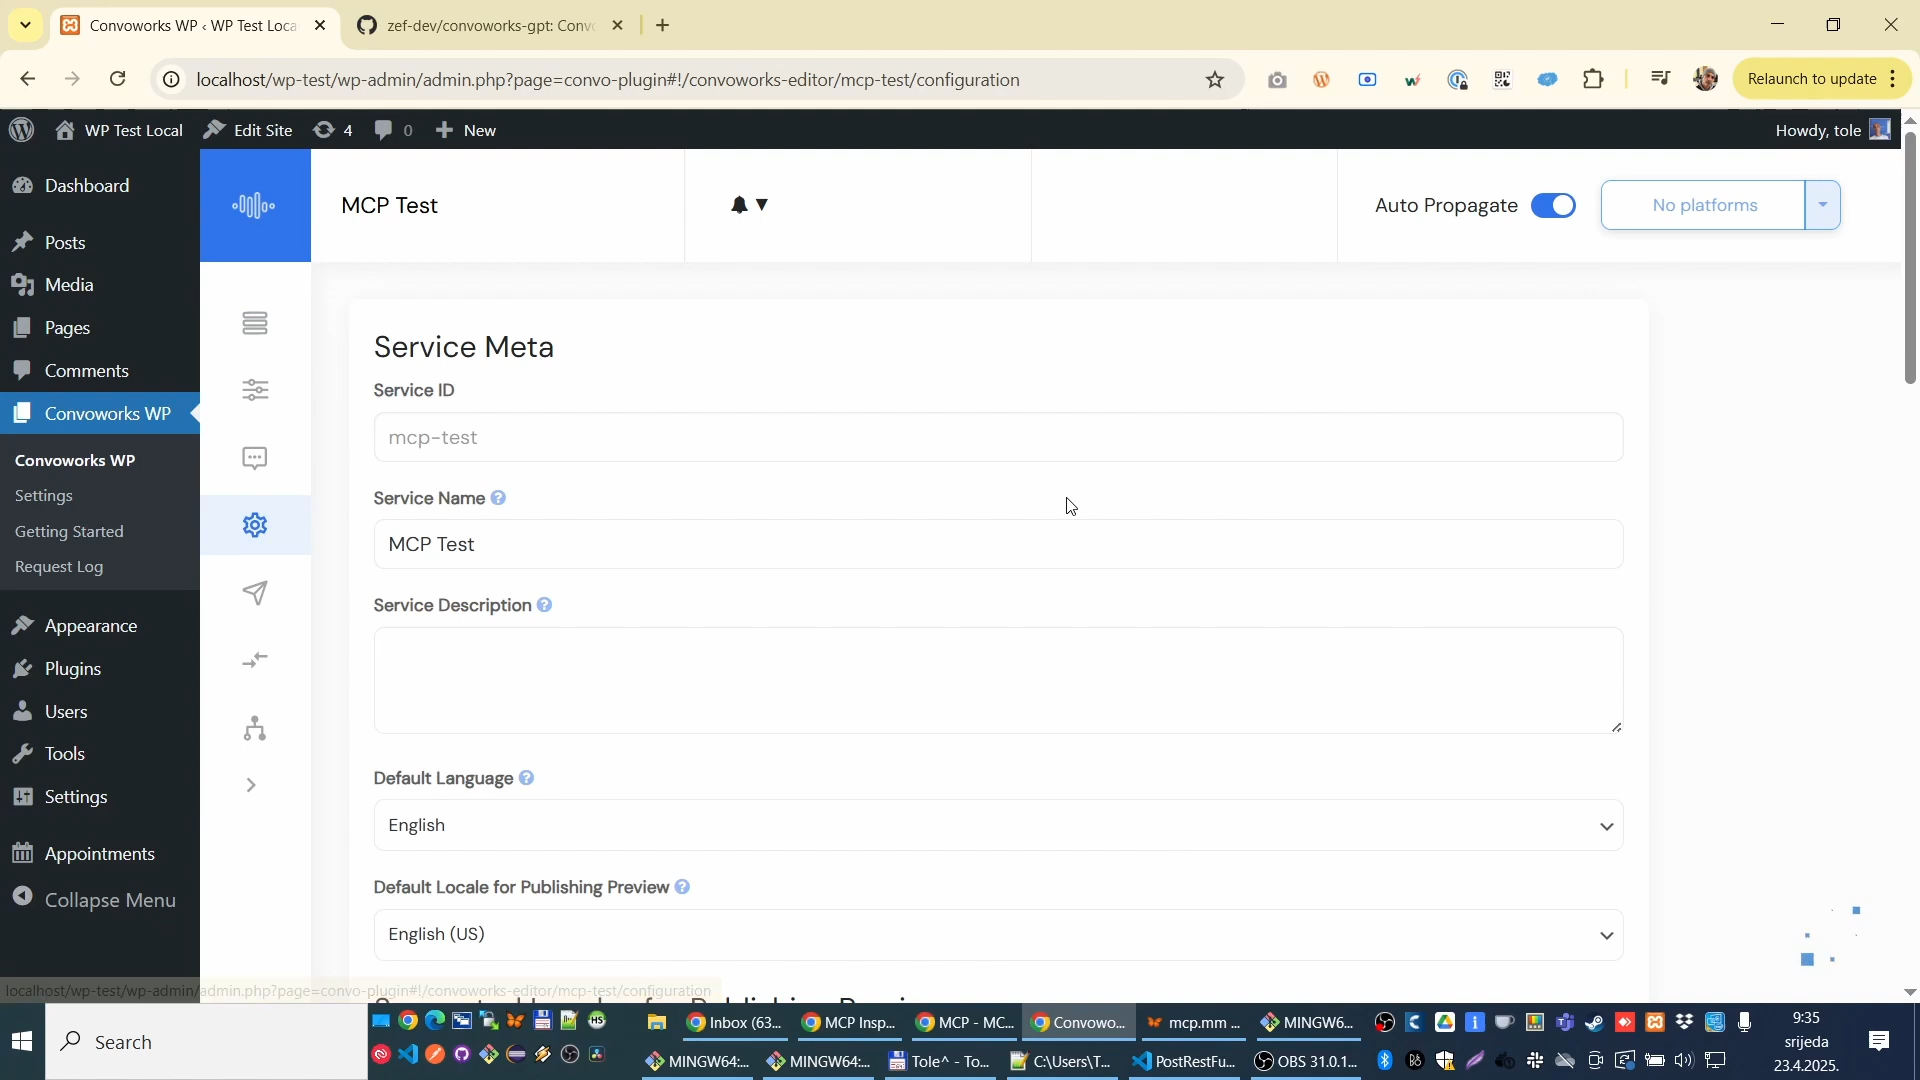 Convoworks WP ‹ WP Test Loca
zef-dev/convoworks-gpt: Conv
localhost/wp-test/wp-admin/admin.php?page=convo-plugin#!/convoworks-editor/mcp-test/configuration
Relaunch to update
WP Test Local
Edit Site
4
0
New
Howdy, tole
Dashboard
Posts
Media
Pages
Comments
Convoworks WP
Convoworks WP
Settings
Getting Started
Request Log
Appearance
Plugins
Users
Tools
Settings
Appointments
Collapse Menu
MCP Test
Auto Propagate
No platforms
Service Meta
Service ID
mcp-test
Service Name
MCP Test
Service Description
Default Language
English
Default Locale for Publishing Preview
English (US)
localhost/wp-test/wp-admin/admin.php?page=convo-plugin#!/convoworks-editor/mcp-test/configuration
Search
Inbox (63...
MCP Insp...
MCP - MC...
Convowo...
mcp.mm ...
MINGW6...
MINGW64:...
MINGW64:...
Tole^ - To...
C:\Users\T...
PostRestFu...
OBS 31.0.1...
9:35
srijeda
23.4.2025.